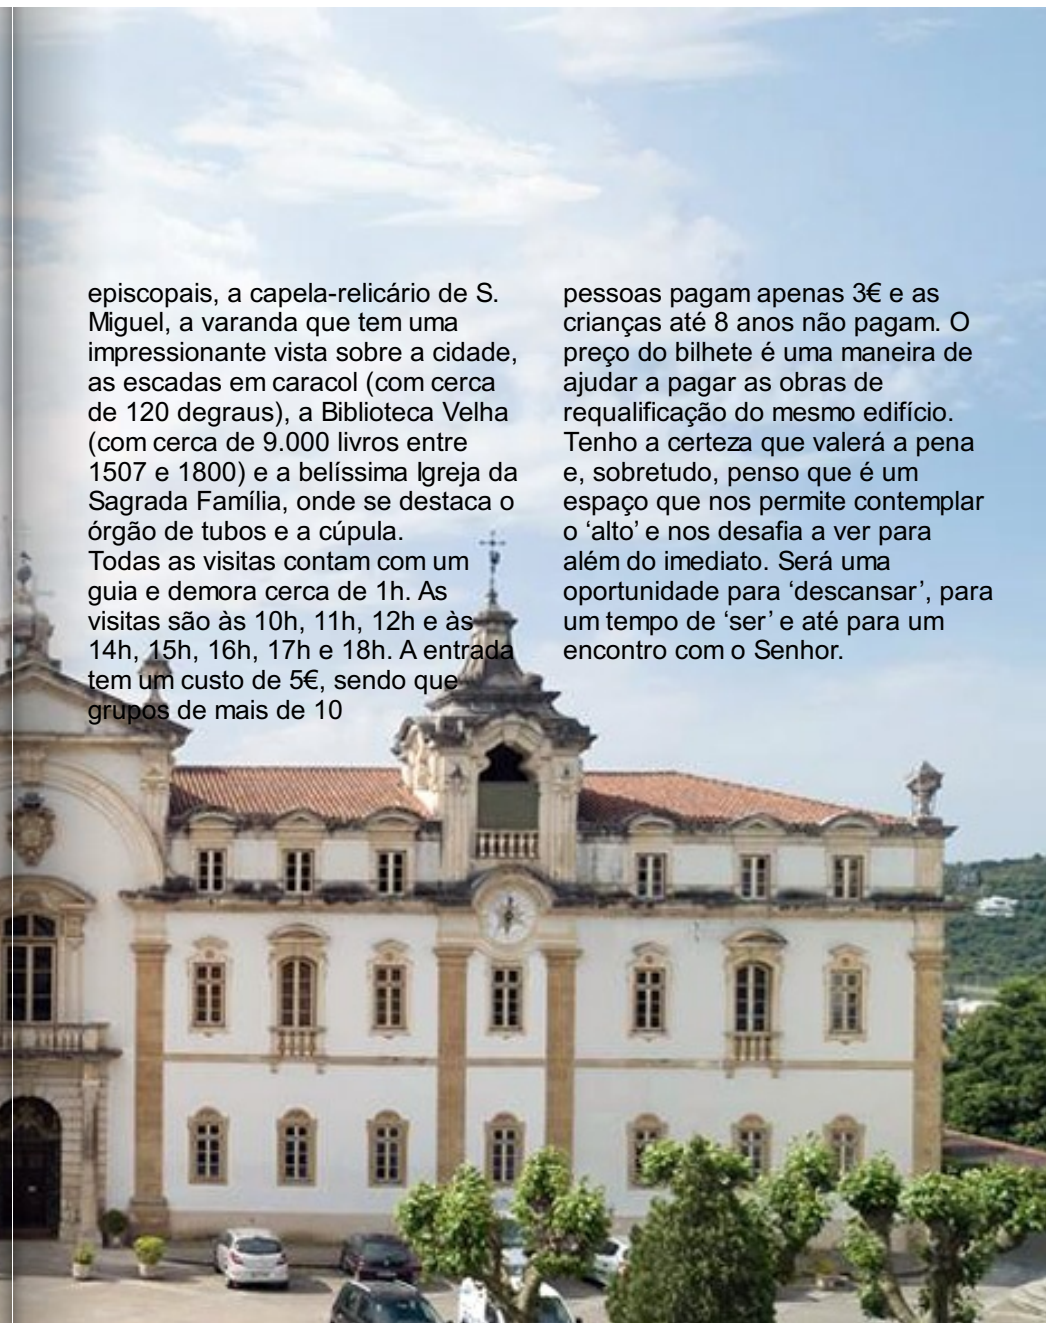 episcopais, a capela-relicário de S.
Miguel, a varanda que tem uma
impressionante vista sobre a cidade,
as escadas em caracol (com cerca
de 120 degraus), a Biblioteca Velha
(com cerca de 9.000 livros entre
1507 e 1800) e a belíssima Igreja da
Sagrada Família, onde se destaca o
órgão de tubos e a cúpula.
Todas as visitas contam com um
guia e demora cerca de 1h. As
visitas são às 10h, 11h, 12h e às
14h, 15h, 16h, 17h e 18h. A entrada
tem um custo de 5€, sendo que
grupos de mais de 10
pessoas pagam apenas 3€ e as
crianças até 8 anos não pagam. O
preço do bilhete é uma maneira de
ajudar a pagar as obras de
requalificação do mesmo edifício.
Tenho a certeza que valerá a pena
e, sobretudo, penso que é um
espaço que nos permite contemplar
o ‘alto’ e nos desafia a ver para
além do imediato. Será uma
oportunidade para ‘descansar’, para
um tempo de ‘ser’ e até para um
encontro com o Senhor.